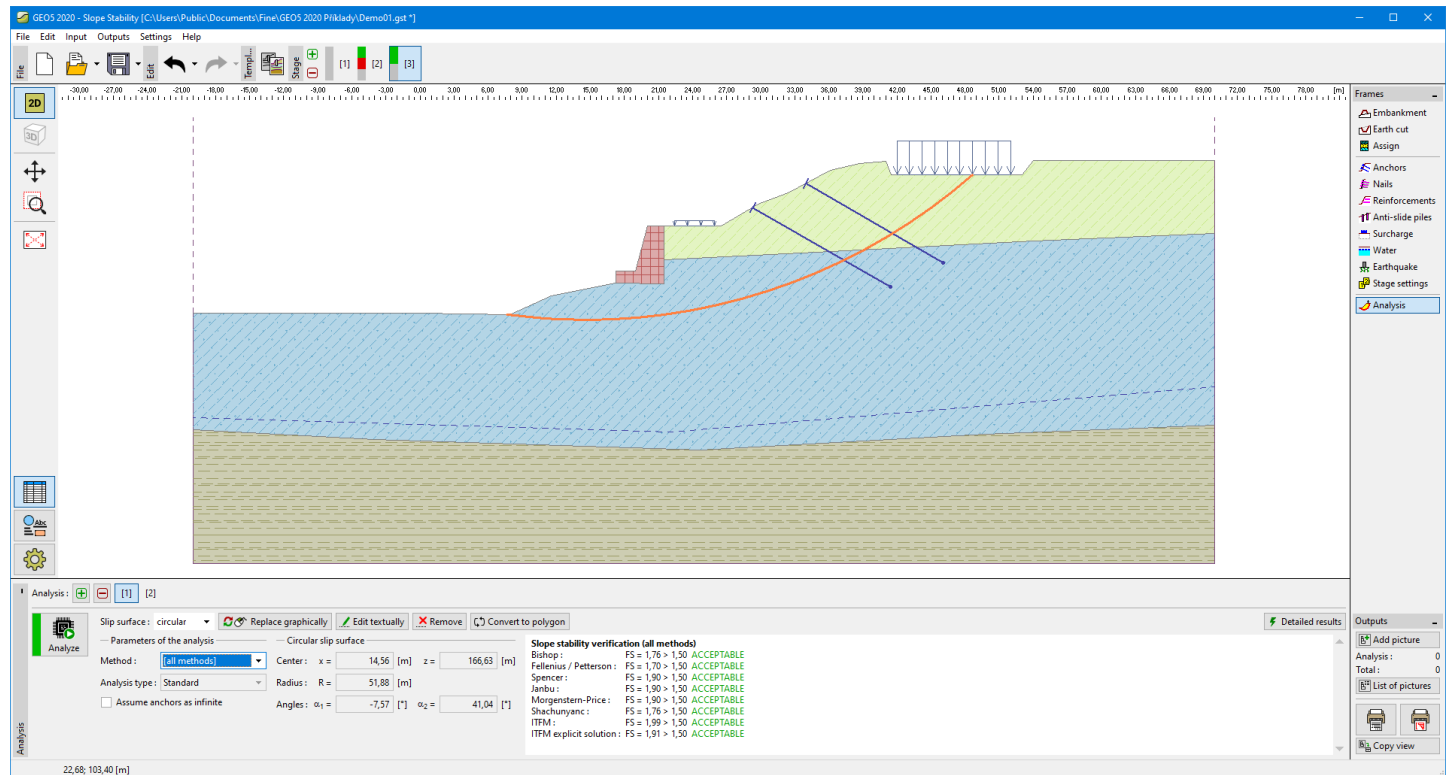 GEO5 2020 - Slope Stability [C:\Users\Public\Documents\Fine\GEO5 2020 Příklady\Demo01.gst *]
File Edit Input Outputs Settings Help
File Edit Templ... Stage [1] [2] [3]
-30,00 -27,00 -24,00 -21,00 -18,00 -15,00 -12,00 -9,00 -6,00 -3,00 0,00 3,00 6,00 9,00 12,00 15,00 18,00 21,00 24,00 27,00 30,00 33,00 36,00 39,00 42,00 45,00 48,00 51,00 54,00 57,00 60,00 63,00 66,00 69,00 72,00 75,00 78,00 [m]
2D
3D
Abc
Frames
Embankment
Earth cut
Assign
Anchors
Nails
Reinforcements
Anti-slide piles
Surcharge
Water
Earthquake
Stage settings
Analysis
Analysis : [1] [2]
Analyze
Slip surface : circular Replace graphically Edit textually Remove Convert to polygon Detailed results
Parameters of the analysis
Method : [all methods]
Analysis type : Standard
Assume anchors as infinite
Circular slip surface
Center : x = 14,56 [m] z = 166,63 [m]
Radius : R = 51,88 [m]
Angles : α1 = -7,57 [°] α2 = 41,04 [°]
Slope stability verification (all methods)
Bishop : FS = 1,76 > 1,50 ACCEPTABLE
Fellenius / Petterson : FS = 1,70 > 1,50 ACCEPTABLE
Spencer : FS = 1,90 > 1,50 ACCEPTABLE
Janbu : FS = 1,90 > 1,50 ACCEPTABLE
Morgenstern-Price : FS = 1,90 > 1,50 ACCEPTABLE
Shachunyanc : FS = 1,76 > 1,50 ACCEPTABLE
ITFM : FS = 1,99 > 1,50 ACCEPTABLE
ITFM explicit solution : FS = 1,91 > 1,50 ACCEPTABLE
Analysis
Outputs
Add picture
Analysis : 0
Total : 0
List of pictures
Copy view
22,68; 103,40 [m]